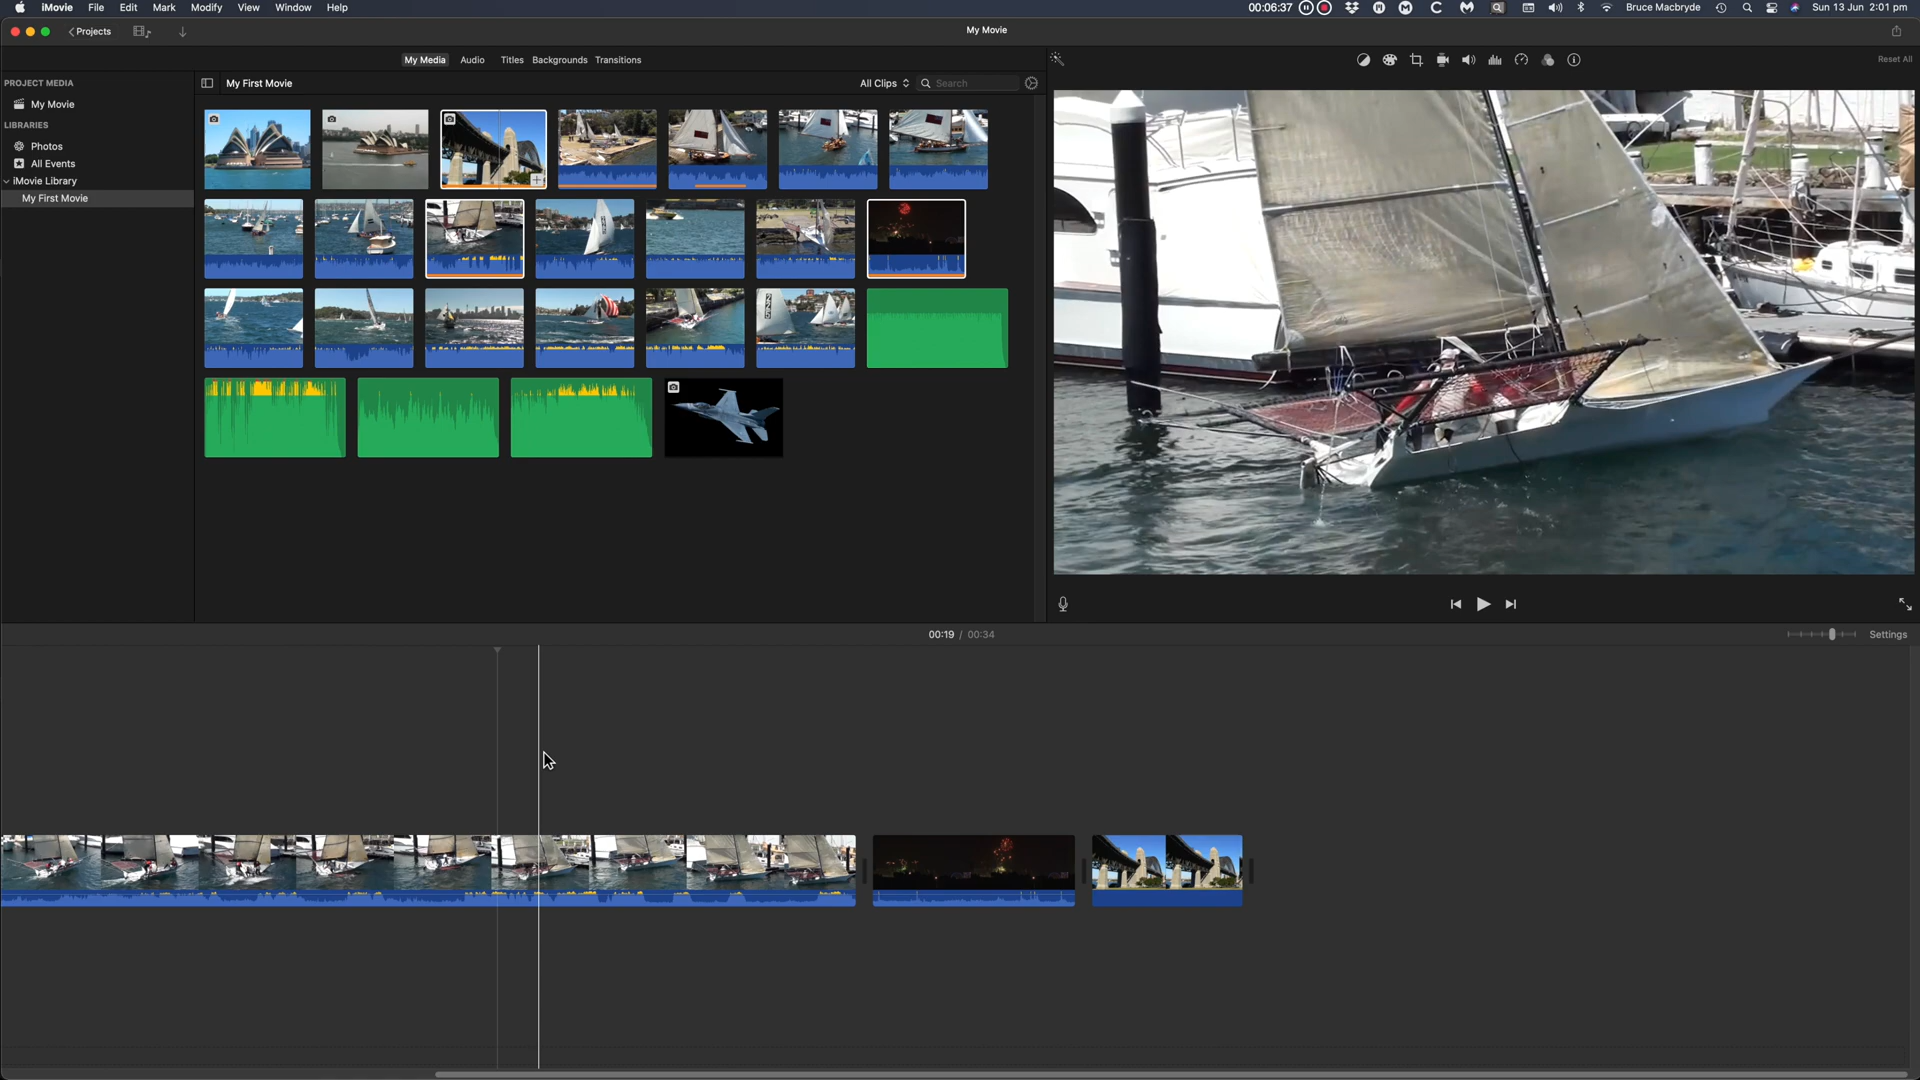 iMovie File Edit Mark Modify View Window Help 00:06:37 Bruce Macbryde Sun 13 Jun 2:01 pm
Projects My Movie
My Media Audio Titles Backgrounds Transitions Reset All
PROJECT MEDIA
My First Movie All Clips Search
My Movie
LIBRARIES
Photos
All Events
iMovie Library
My First Movie
00:19 / 00:34 Settings